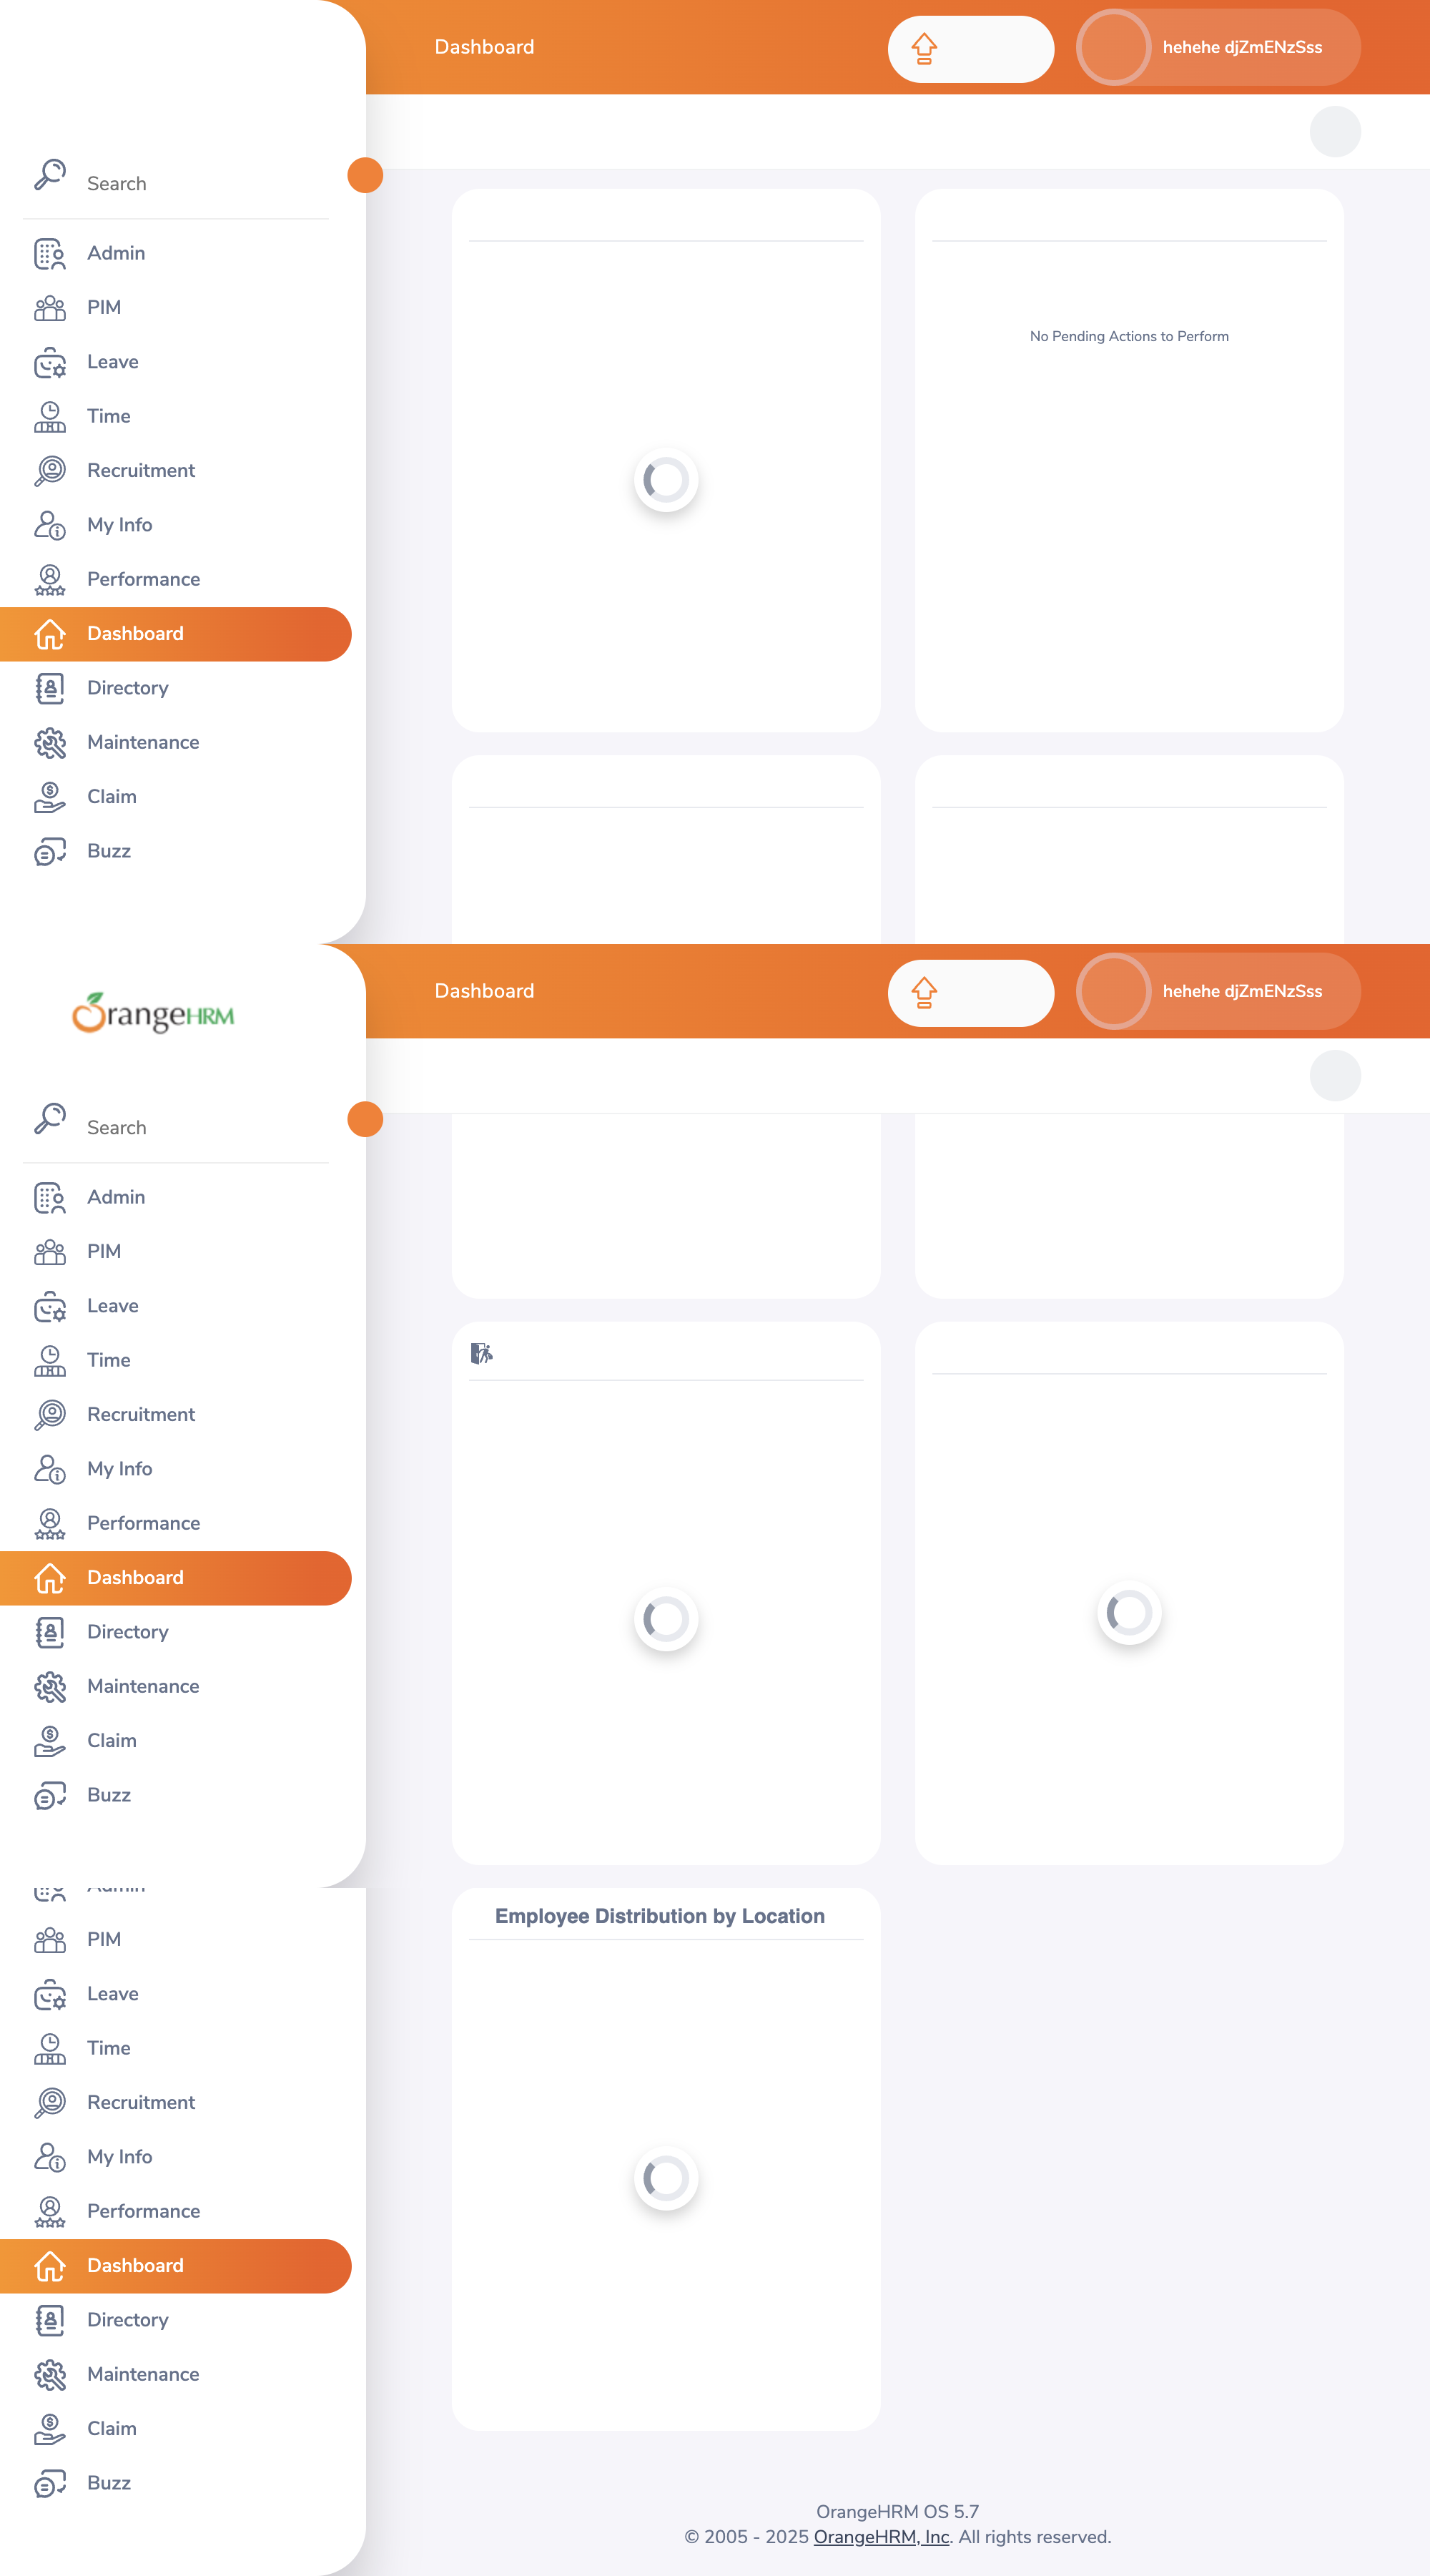 Dashboard
hehehe djZmENzSss
Search
Admin
PIM
Leave
Time
Recruitment
My Info
Performance
Dashboard
Directory
Maintenance
Claim
Buzz
No Pending Actions to Perform
OrangeHRM
Dashboard
hehehe djZmENzSss
Search
Admin
PIM
Leave
Time
Recruitment
My Info
Performance
Dashboard
Directory
Maintenance
Claim
Buzz
Admin
PIM
Leave
Time
Recruitment
My Info
Performance
Dashboard
Directory
Maintenance
Claim
Buzz
Employee Distribution by Location
OrangeHRM OS 5.7
© 2005 - 2025 OrangeHRM, Inc. All rights reserved.